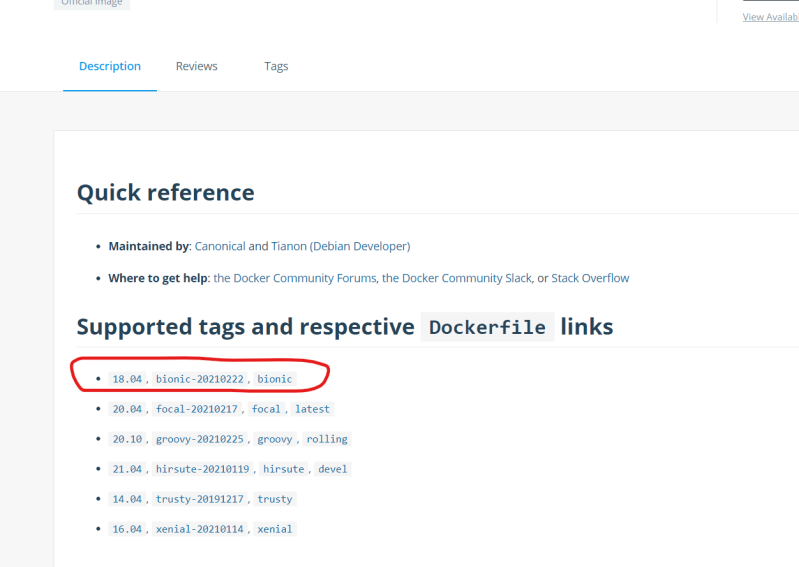 Official Image
View Availab
Description Reviews Tags
Quick reference
• Maintained by: Canonical and Tianon (Debian Developer)
• Where to get help: the Docker Community Forums, the Docker Community Slack, or Stack Overflow
Supported tags and respective Dockerfile links
• 18.04, bionic-20210222, bionic
• 20.04, focal-20210217, focal, latest
• 20.10, groovy-20210225, groovy, rolling
• 21.04, hirsute-20210119, hirsute, devel
• 14.04, trusty-20191217, trusty
• 16.04, xenial-20210114, xenial